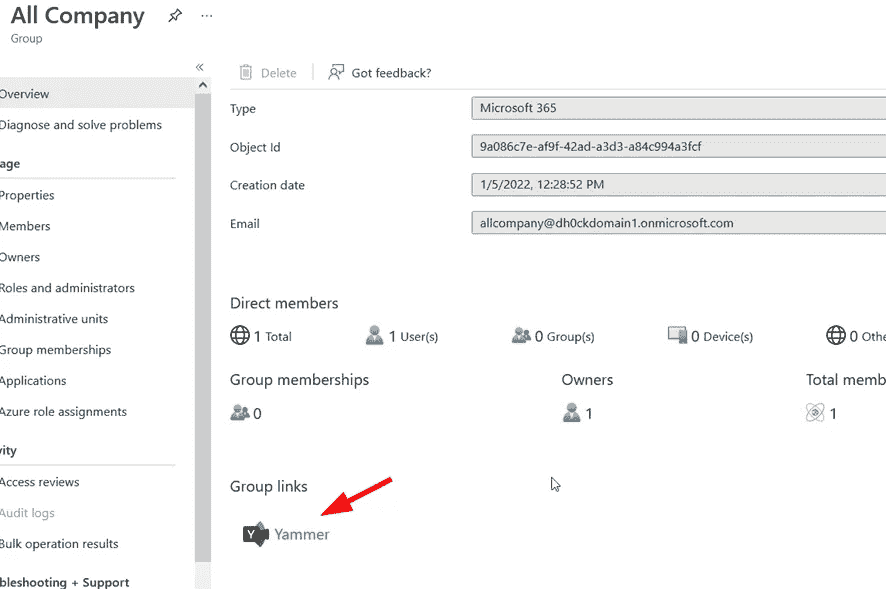 All Company
Group
Delete
Got feedback?
Overview
Diagnose and solve problems
age
Properties
Members
Owners
Roles and administrators
Administrative units
Group memberships
Applications
Azure role assignments
ity
Access reviews
Audit logs
Bulk operation results
bleshooting + Support
Type
Microsoft 365
Object Id
9a086c7e-af9f-42ad-a3d3-a84c994a3fcf
Creation date
1/5/2022, 12:28:52 PM
Email
allcompany@dh0ckdomain1.onmicrosoft.com
Direct members
1 Total
1 User(s)
0 Group(s)
0 Device(s)
0 Othe
Group memberships
0
Owners
1
Total memb
1
Group links
Yammer